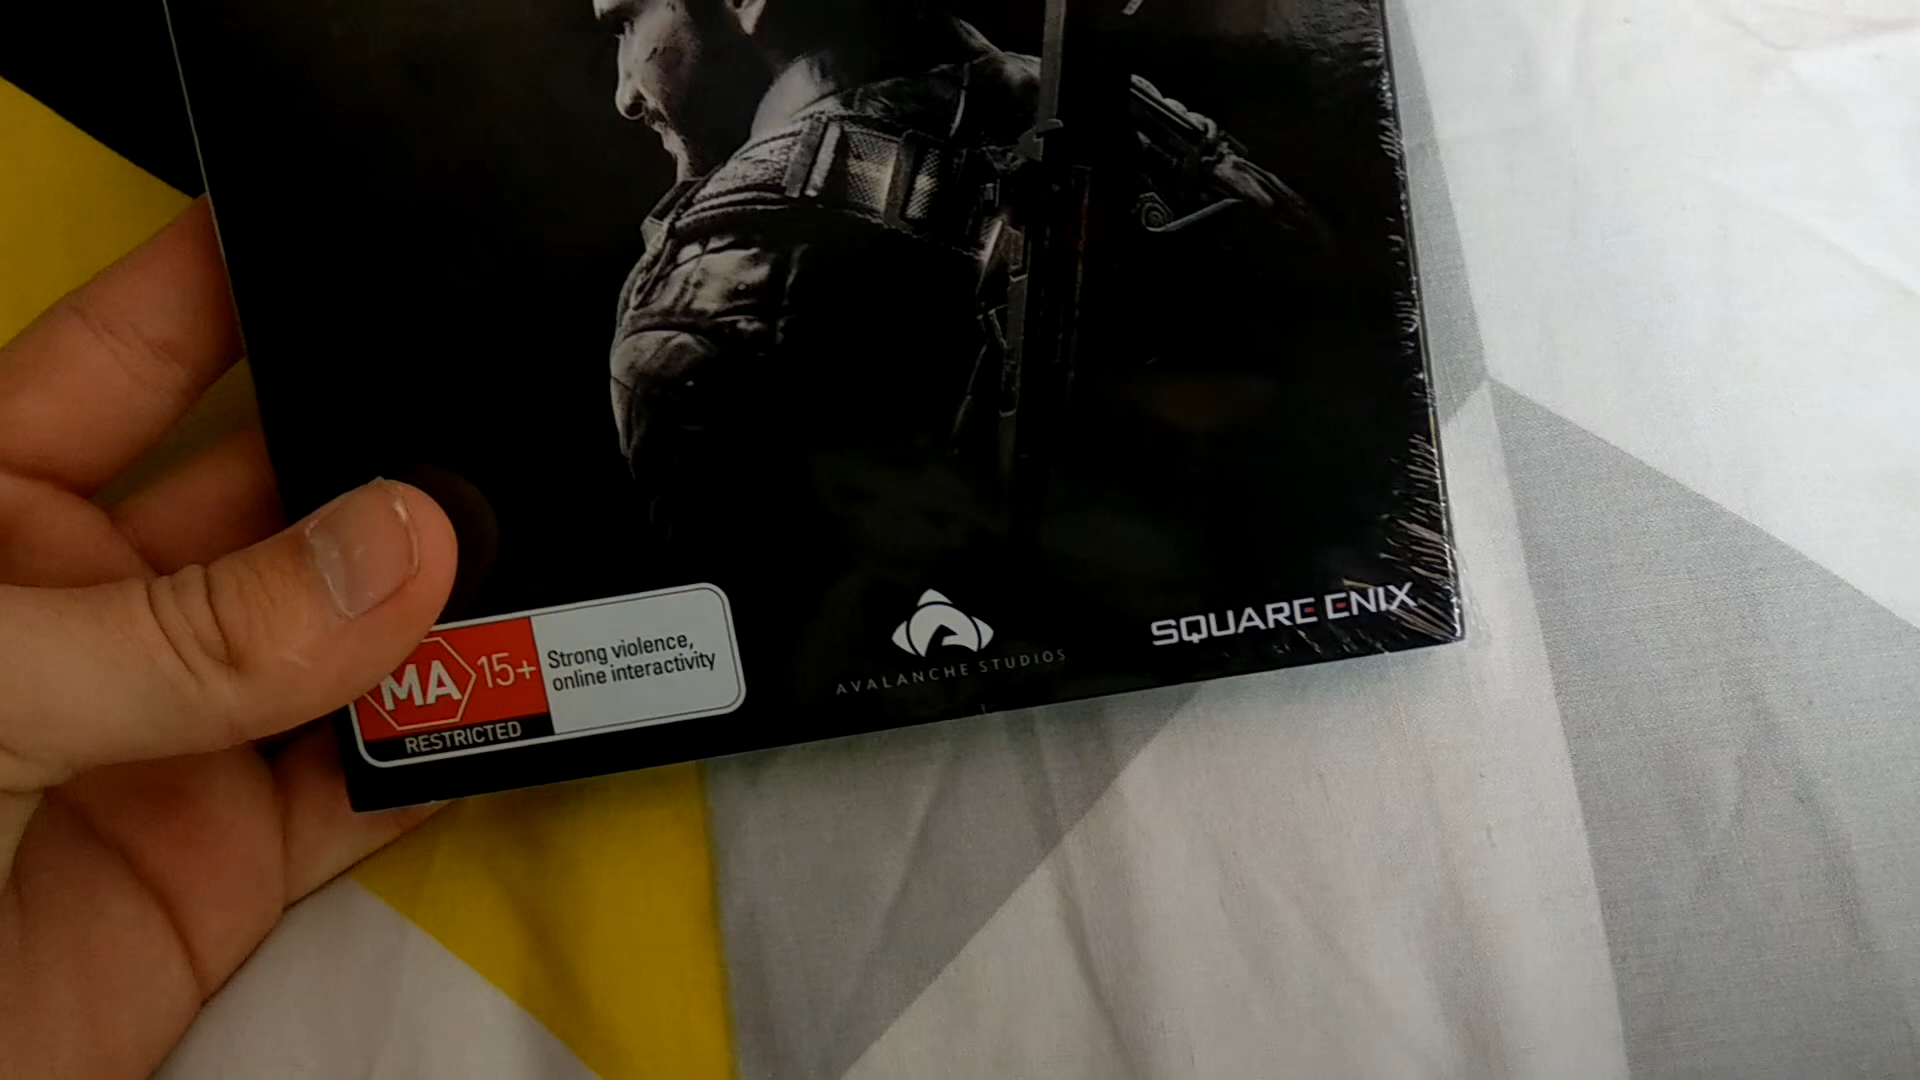 MA 15+
RESTRICTED
Strong violence,
online interactivity
AVALANCHE STUDIOS
SQUARE ENIX